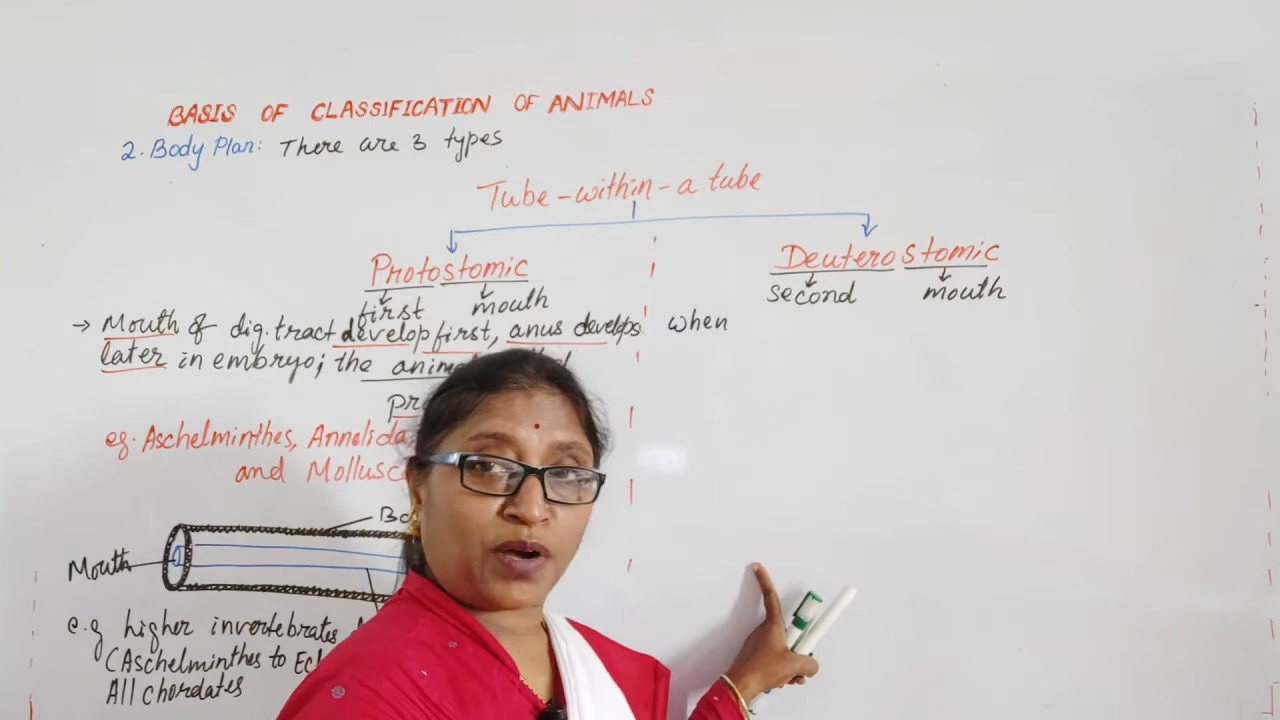 BASIS OF CLASSIFICATION OF ANIMALS
2. Body Plan: There are 3 types
Tube-within-a tube
Protostomic
Deuterostomic
first mouth
second mouth
→ Mouth of dig. tract develop first, anus develops when
later in embryo; the
eg. Aschelminthes, Annelida
and
Mouth
e.g higher invertebrates
(Aschelminthes to
All chordates